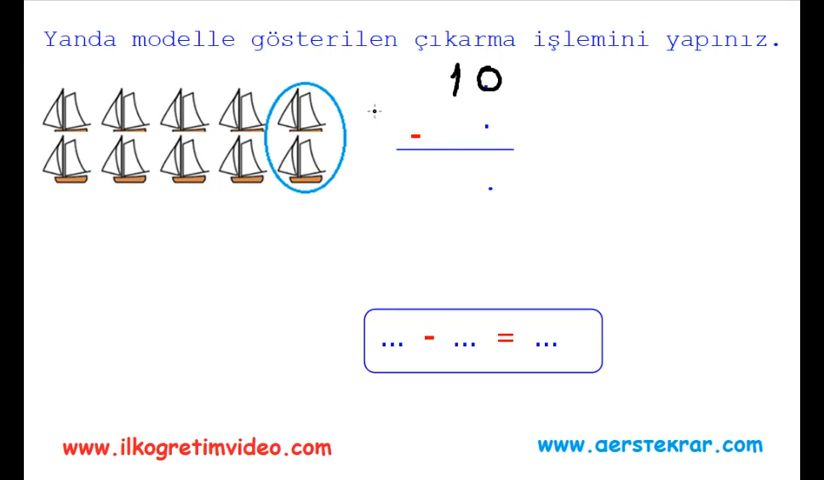 Yanda modelle gösterilen çıkarma işlemini yapınız.
10
.
-
.
... - ... = ...
www.ilkogretimvideo.com
www.aerstekrar.com